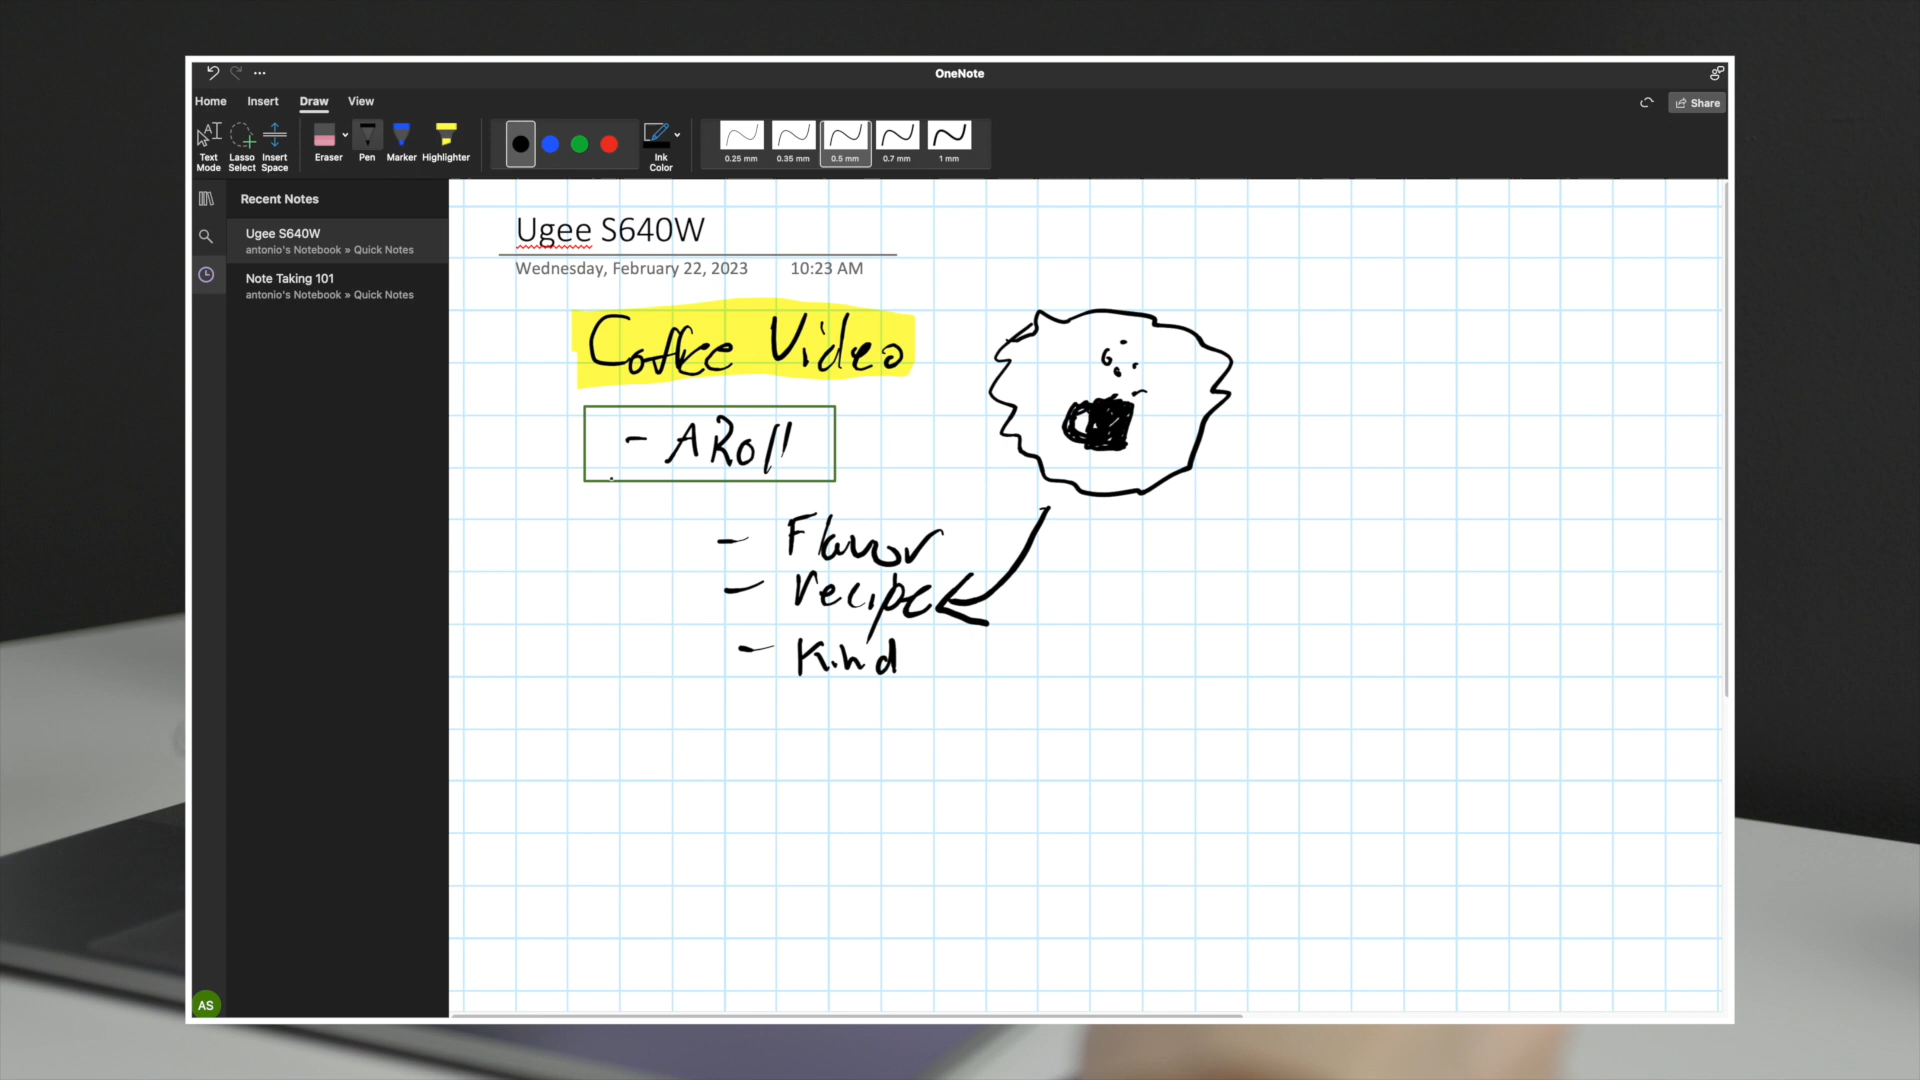 OneNote
Home Insert Draw View
Share
Text Mode
Lasso Select
Insert Space
Eraser
Pen
Marker
Highlighter
Ink Color
0.25 mm
0.35 mm
0.5 mm
0.7 mm
1 mm
Recent Notes
Ugee S640W
antonio's Notebook » Quick Notes
Note Taking 101
antonio's Notebook » Quick Notes
AS
Ugee S640W
Wednesday, February 22, 2023 10:23 AM
Coffee Video
- A Roll
- Flavor
- recipe
- Kind